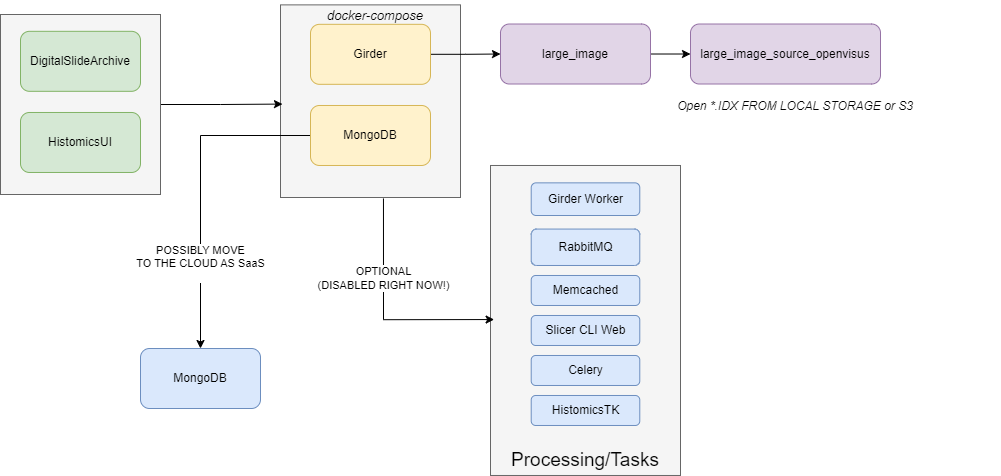 docker-compose
DigitalSlideArchive
HistomicsUI
Girder
MongoDB
large_image
large_image_source_openvisus
Open *.IDX FROM LOCAL STORAGE or S3
POSSIBLY MOVE
TO THE CLOUD AS SaaS
MongoDB
OPTIONAL
(DISABLED RIGHT NOW!)
Girder Worker
RabbitMQ
Memcached
Slicer CLI Web
Celery
HistomicsTK
Processing/Tasks